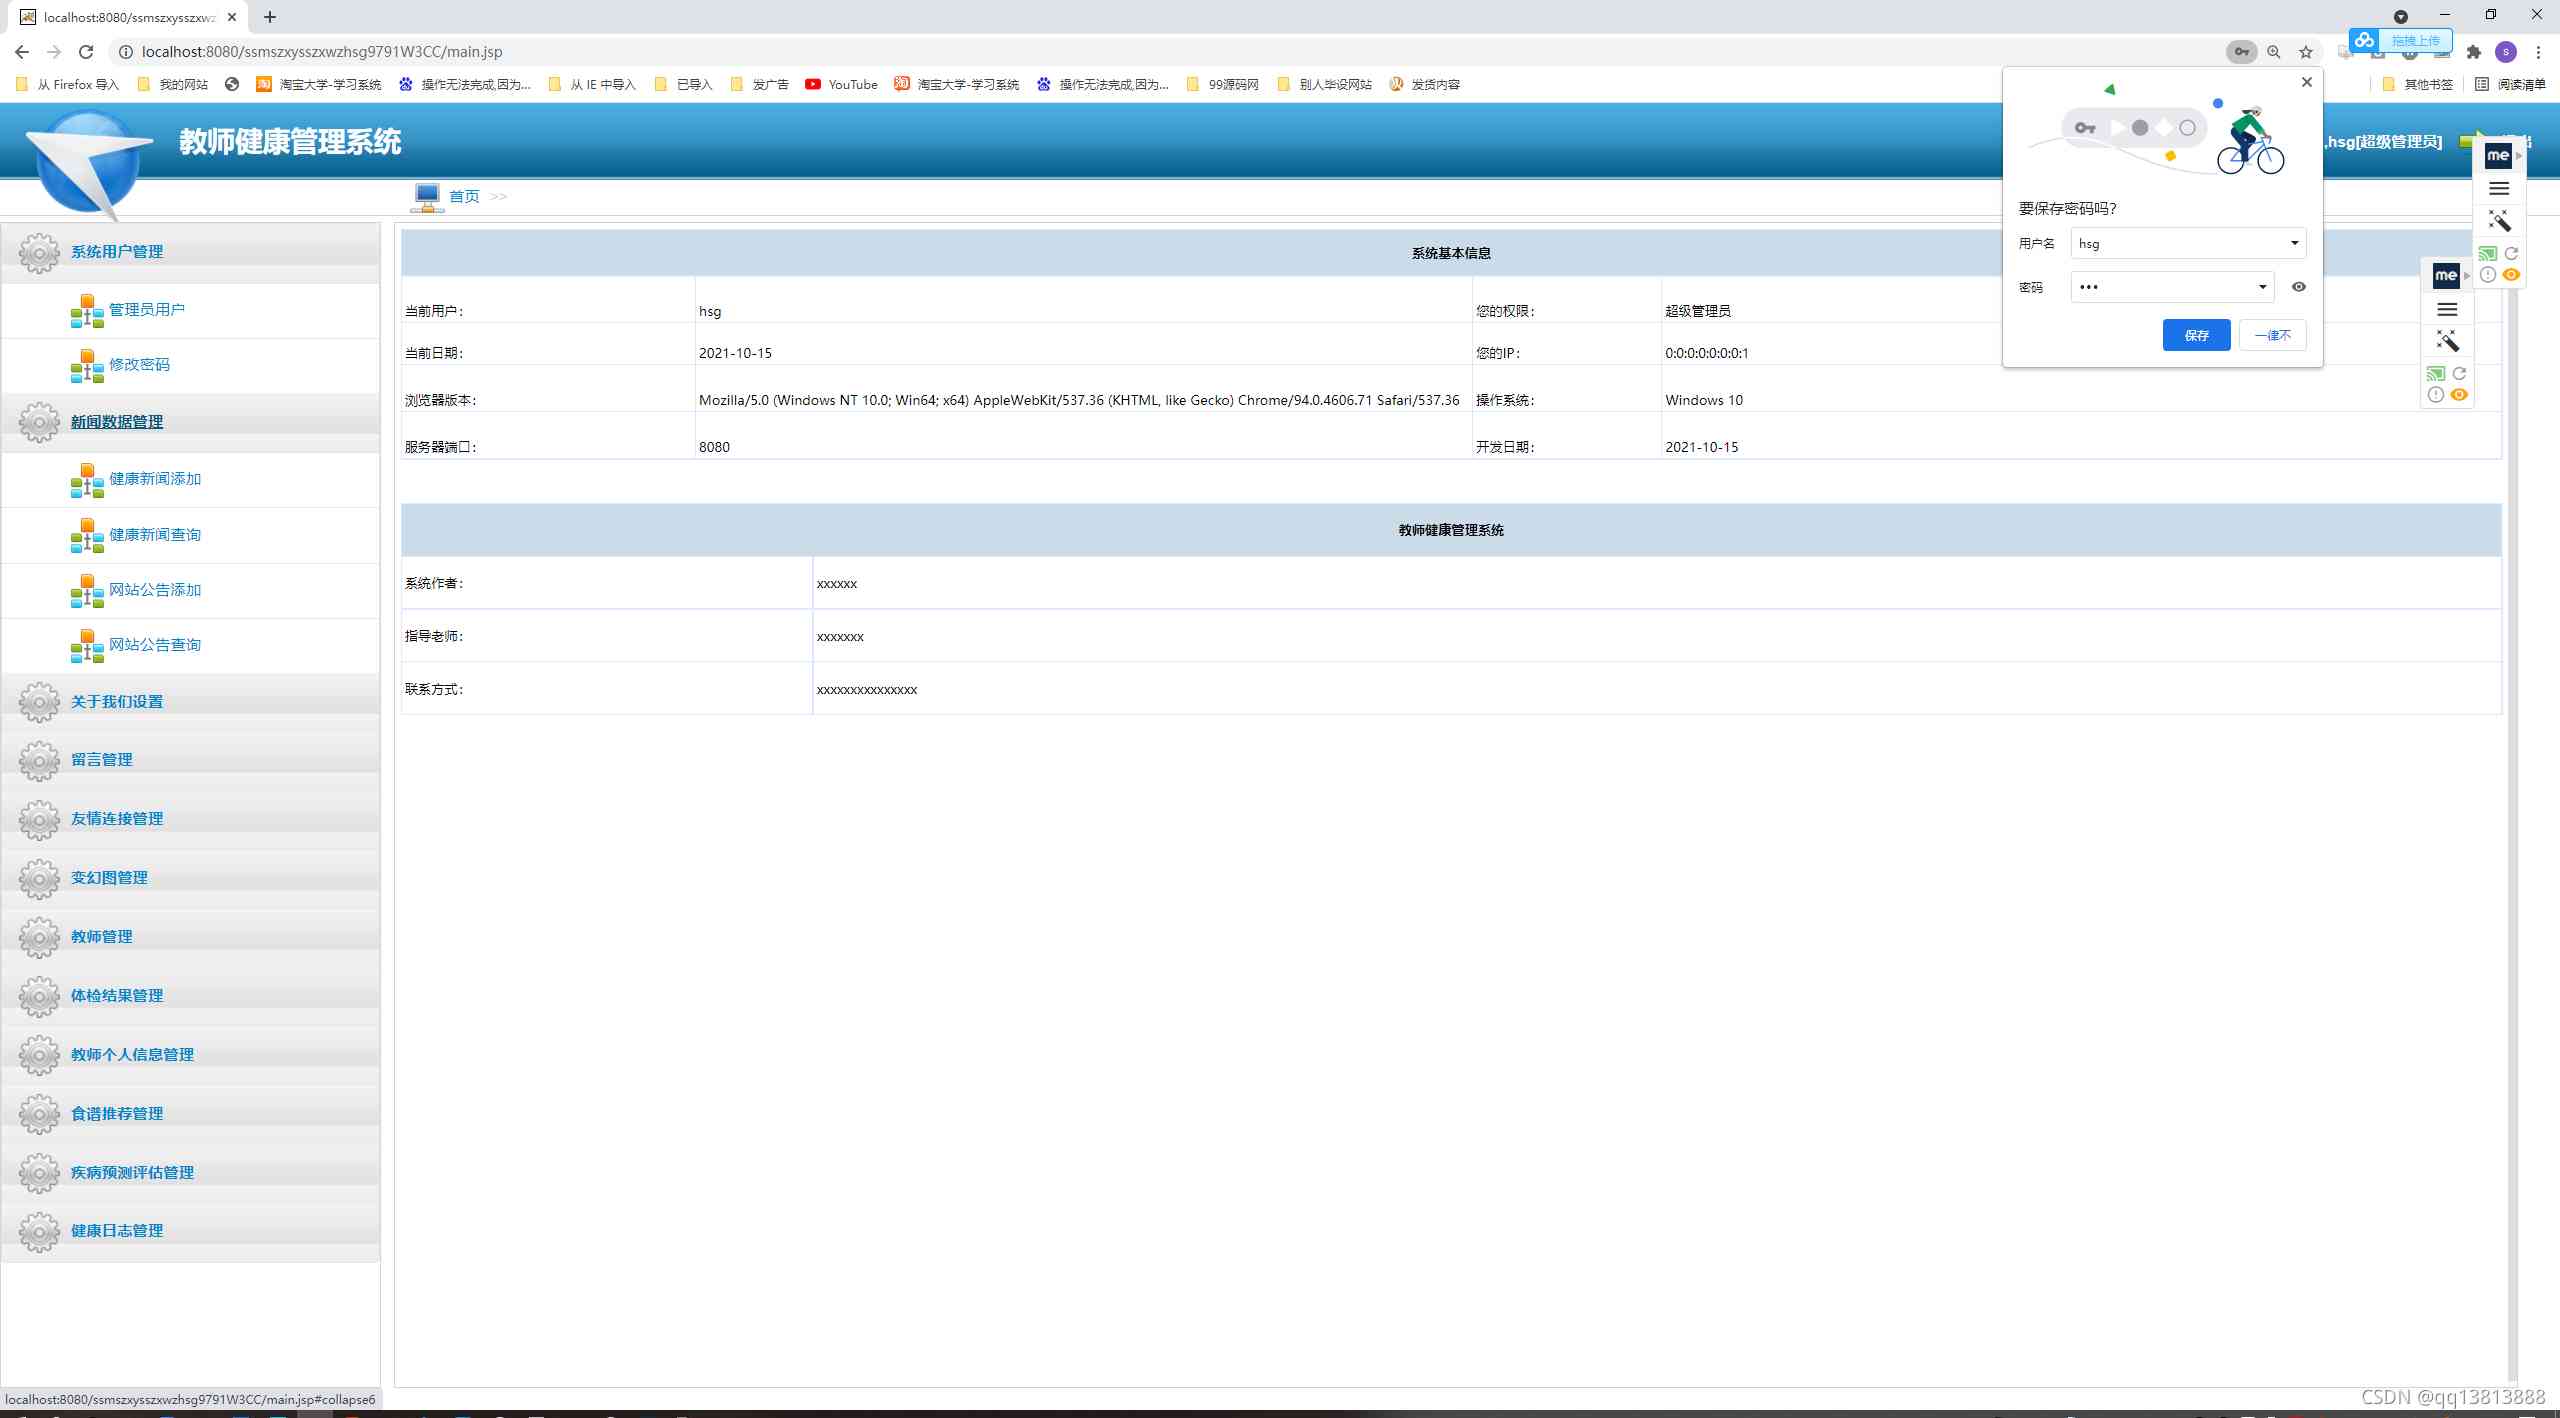 localhost:8080/ssmszxysszxwz
localhost:8080/ssmszxysszxwzhsg9791W3CC/main.jsp
拖拽上传
从 Firefox 导入
我的网站
淘宝大学-学习系统
操作无法完成,因为...
从 IE 中导入
已导入
发广告
YouTube
淘宝大学-学习系统
操作无法完成,因为...
99源码网
别人毕设网站
发货内容
其他书签
阅读清单
教师健康管理系统
,hsg[超级管理员]
首页 >>
要保存密码吗?
用户名 hsg
密码 •••
保存 一律不
me
me
系统用户管理
管理员用户
修改密码
新闻数据管理
健康新闻添加
健康新闻查询
网站公告添加
网站公告查询
关于我们设置
留言管理
友情连接管理
变幻图管理
教师管理
体检结果管理
教师个人信息管理
食谱推荐管理
疾病预测评估管理
健康日志管理
系统基本信息
当前用户: hsg 您的权限: 超级管理员
当前日期: 2021-10-15 您的IP: 0:0:0:0:0:0:0:1
浏览器版本: Mozilla/5.0 (Windows NT 10.0; Win64; x64) AppleWebKit/537.36 (KHTML, like Gecko) Chrome/94.0.4606.71 Safari/537.36 操作系统: Windows 10
服务器端口: 8080 开发日期: 2021-10-15
教师健康管理系统
系统作者: xxxxxx
指导老师: xxxxxxx
联系方式: xxxxxxxxxxxxxxx
localhost:8080/ssmszxysszxwzhsg9791W3CC/main.jsp#collapse6
CSDN @qq13813888